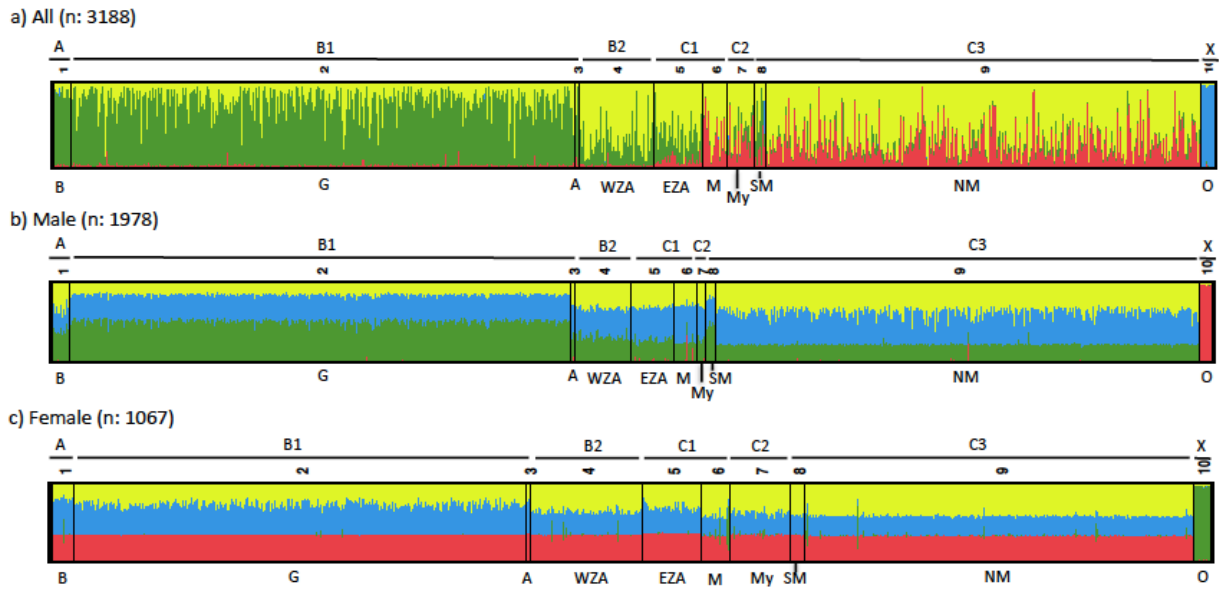 a) All (n: 3188)
A B1 B2 C1 C2 C3 X
1 2 3 4 5 6 7 8 9
B G A WZA EZA M My SM NM O
b) Male (n: 1978)
A B1 B2 C1 C2 C3 X
1 2 3 4 5 6 7 8 9 10
B G A WZA EZA M My SM NM O
c) Female (n: 1067)
A B1 B2 C1 C2 C3 X
1 2 3 4 5 6 7 8 9 10
B G A WZA EZA M My SM NM O